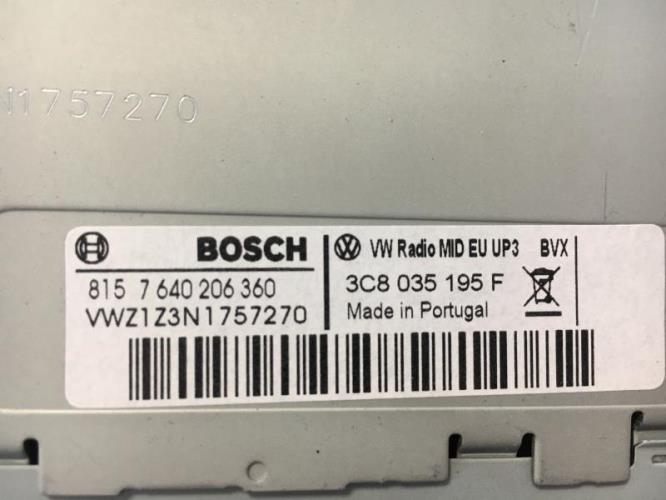 N1757270
BOSCH
815 7 640 206 360
VWZ1Z3N1757270
VW Radio MID EU UP3 BVX
3C8 035 195 F
Made in Portugal